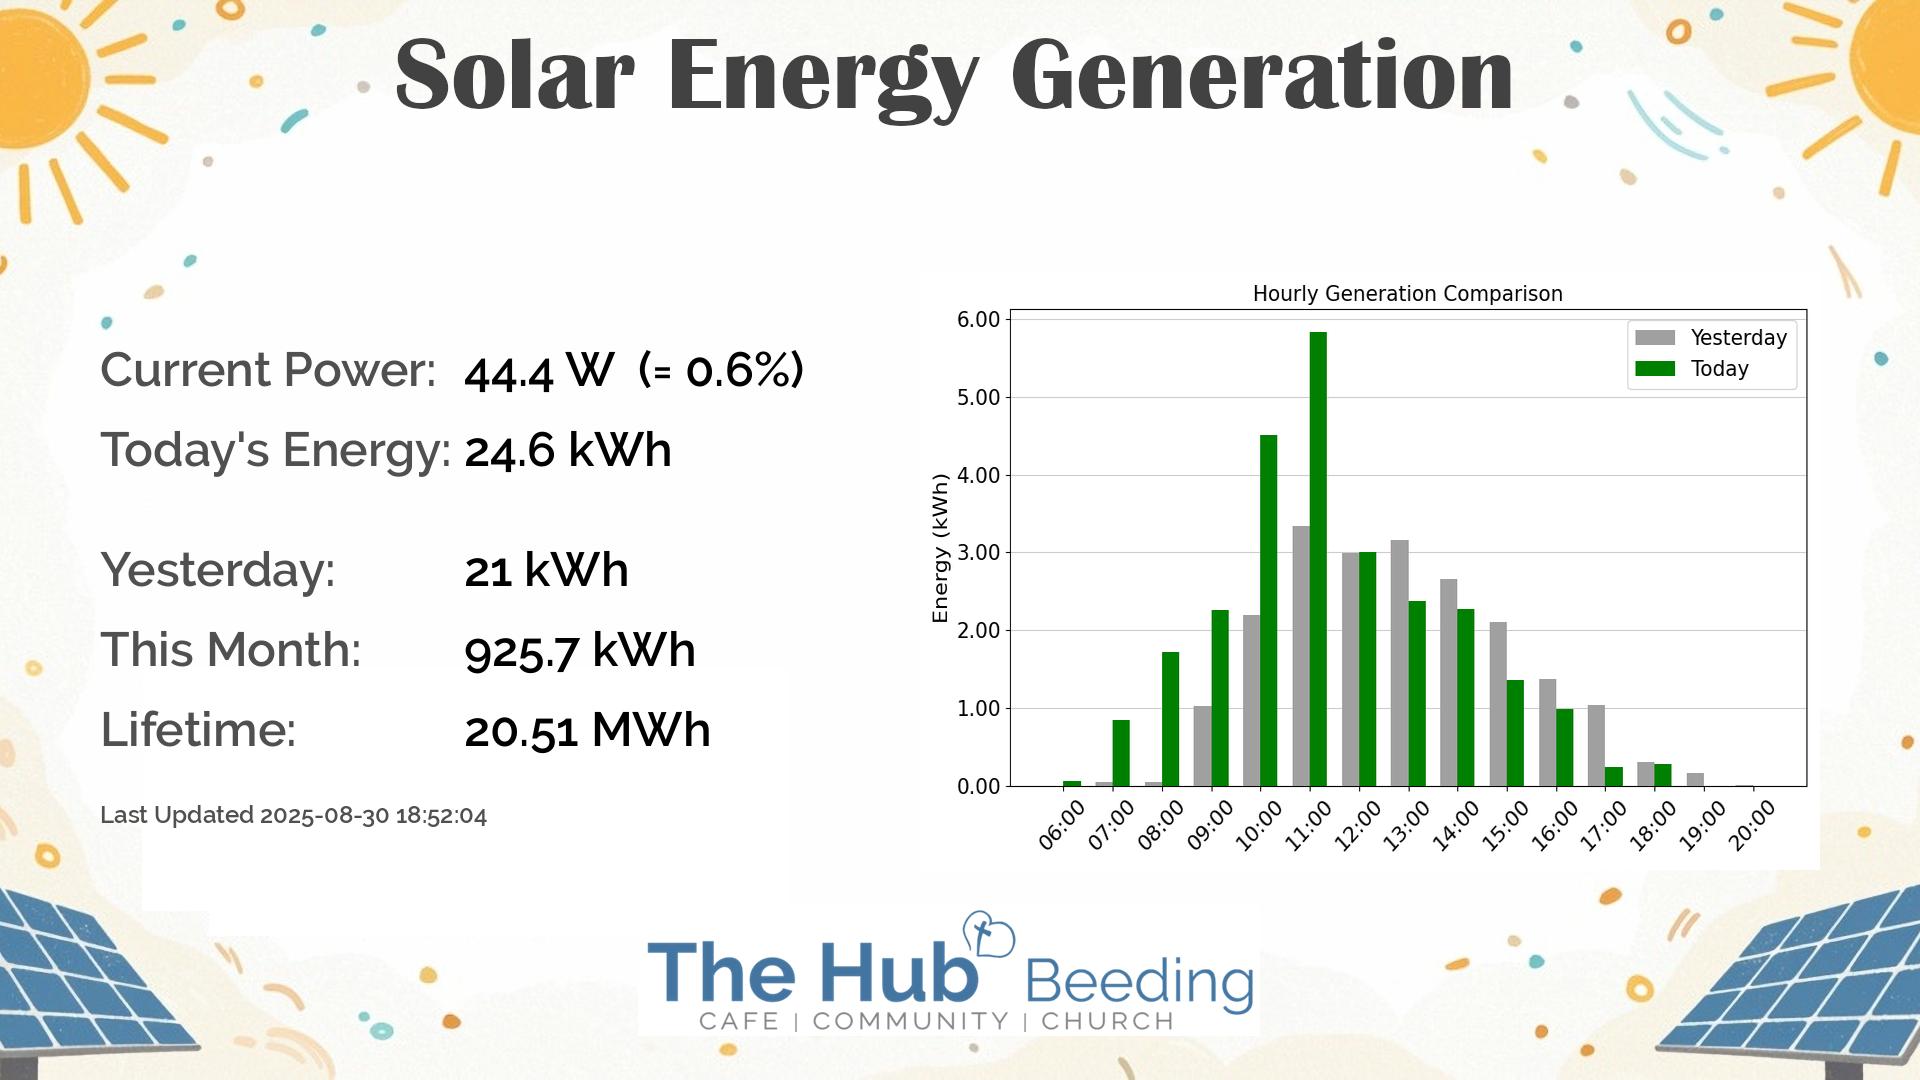 Solar Energy Generation
Current Power: 44.4 W (= 0.6%)
Today's Energy: 24.6 kWh
Yesterday: 21 kWh
This Month: 925.7 kWh
Lifetime: 20.51 MWh
Last Updated 2025-08-30 18:52:04
Hourly Generation Comparison
Yesterday
Today
Energy (kWh)
6.00
5.00
4.00
3.00
2.00
1.00
0.00
06:00 07:00 08:00 09:00 10:00 11:00 12:00 13:00 14:00 15:00 16:00 17:00 18:00 19:00 20:00
The Hub Beeding
CAFE | COMMUNITY | CHURCH